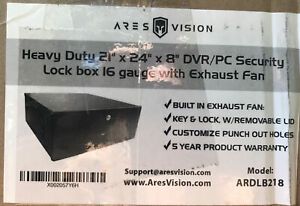 ARES VISION
Heavy Duty 21" x 24" x 8" DVR/PC Security
Lock box 16 gauge with Exhaust Fan
✓ BUILT IN EXHAUST FAN:
✓ KEY & LOCK. W/REMOVABLE LID
✓ CUSTOMIZE PUNCH OUT HOLES
✓ 5 YEAR PRODUCT WARRANTY
X002057Y6H
Support@aresvision.com
www.AresVision.com
Model:
ARDLB218